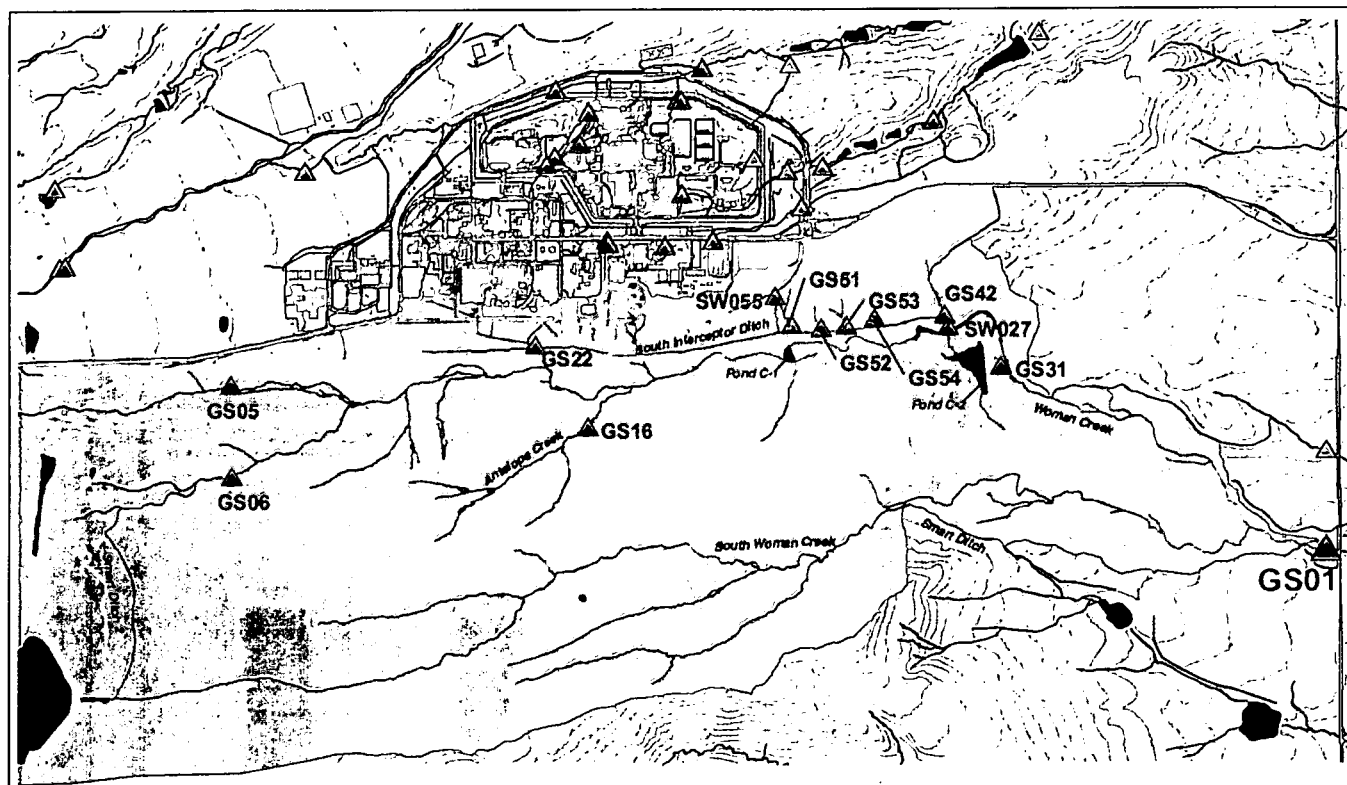 SW055
GS51
GS53
GS42
SW027
South Interceptor Ditch
GS22
GS52
GS54
GS31
Pond C-1
Pond C-2
GS05
GS16
Woman Creek
Antelope Creek
GS06
South Woman Creek
Smart Ditch
GS01